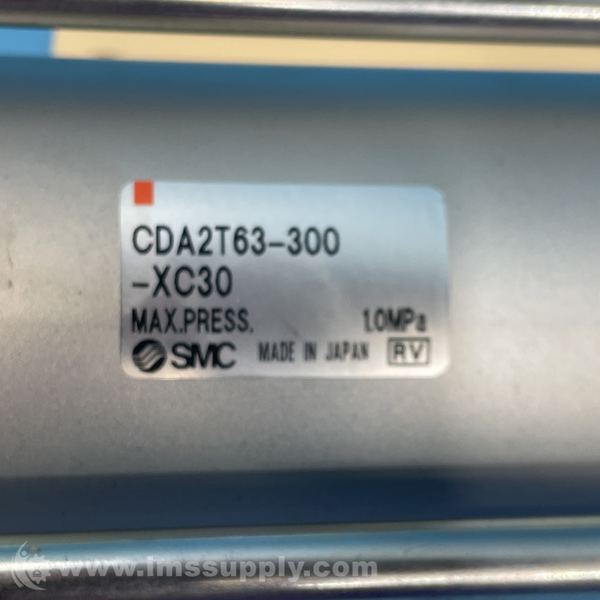 CDA2T63-300
-XC30
MAX.PRESS. 1.0MPa
SMC MADE IN JAPAN RV
www.imssupply.com